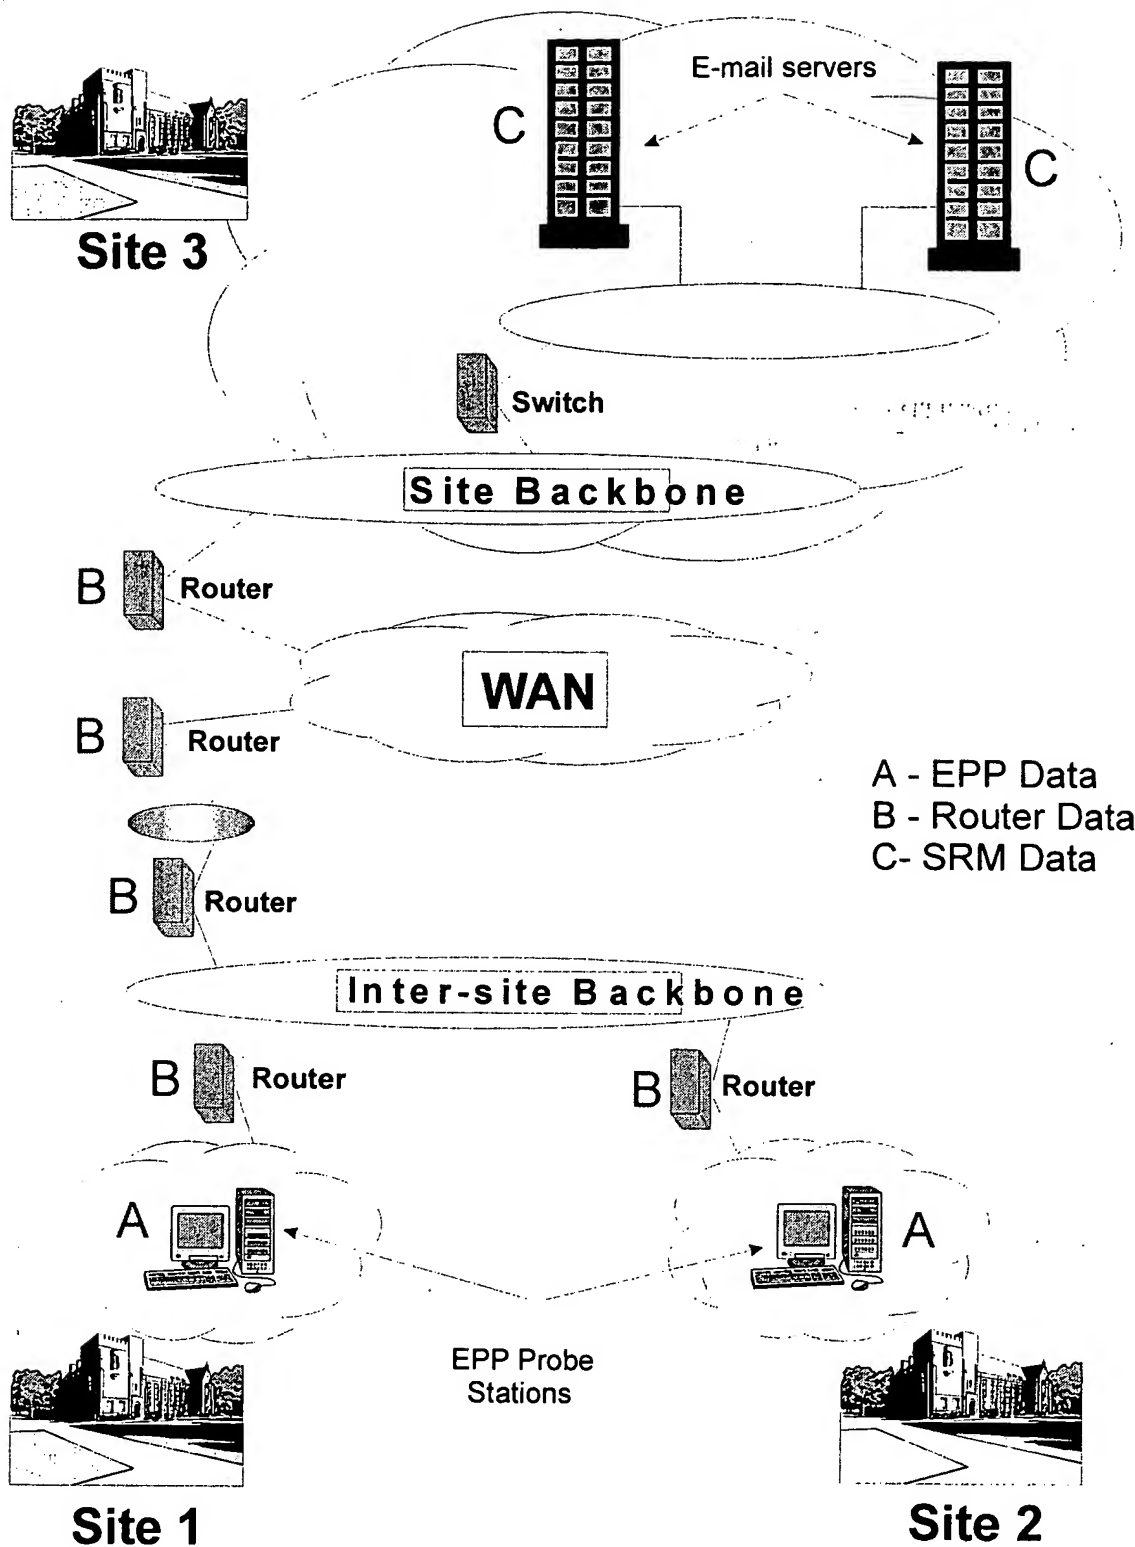 E-mail servers
C
C
Site 3
Switch
Site Backbone
B
Router
WAN
B
Router
A - EPP Data
B - Router Data
C- SRM Data
B
Router
Inter-site Backbone
B
Router
B
Router
A
A
EPP Probe
Stations
Site 1
Site 2